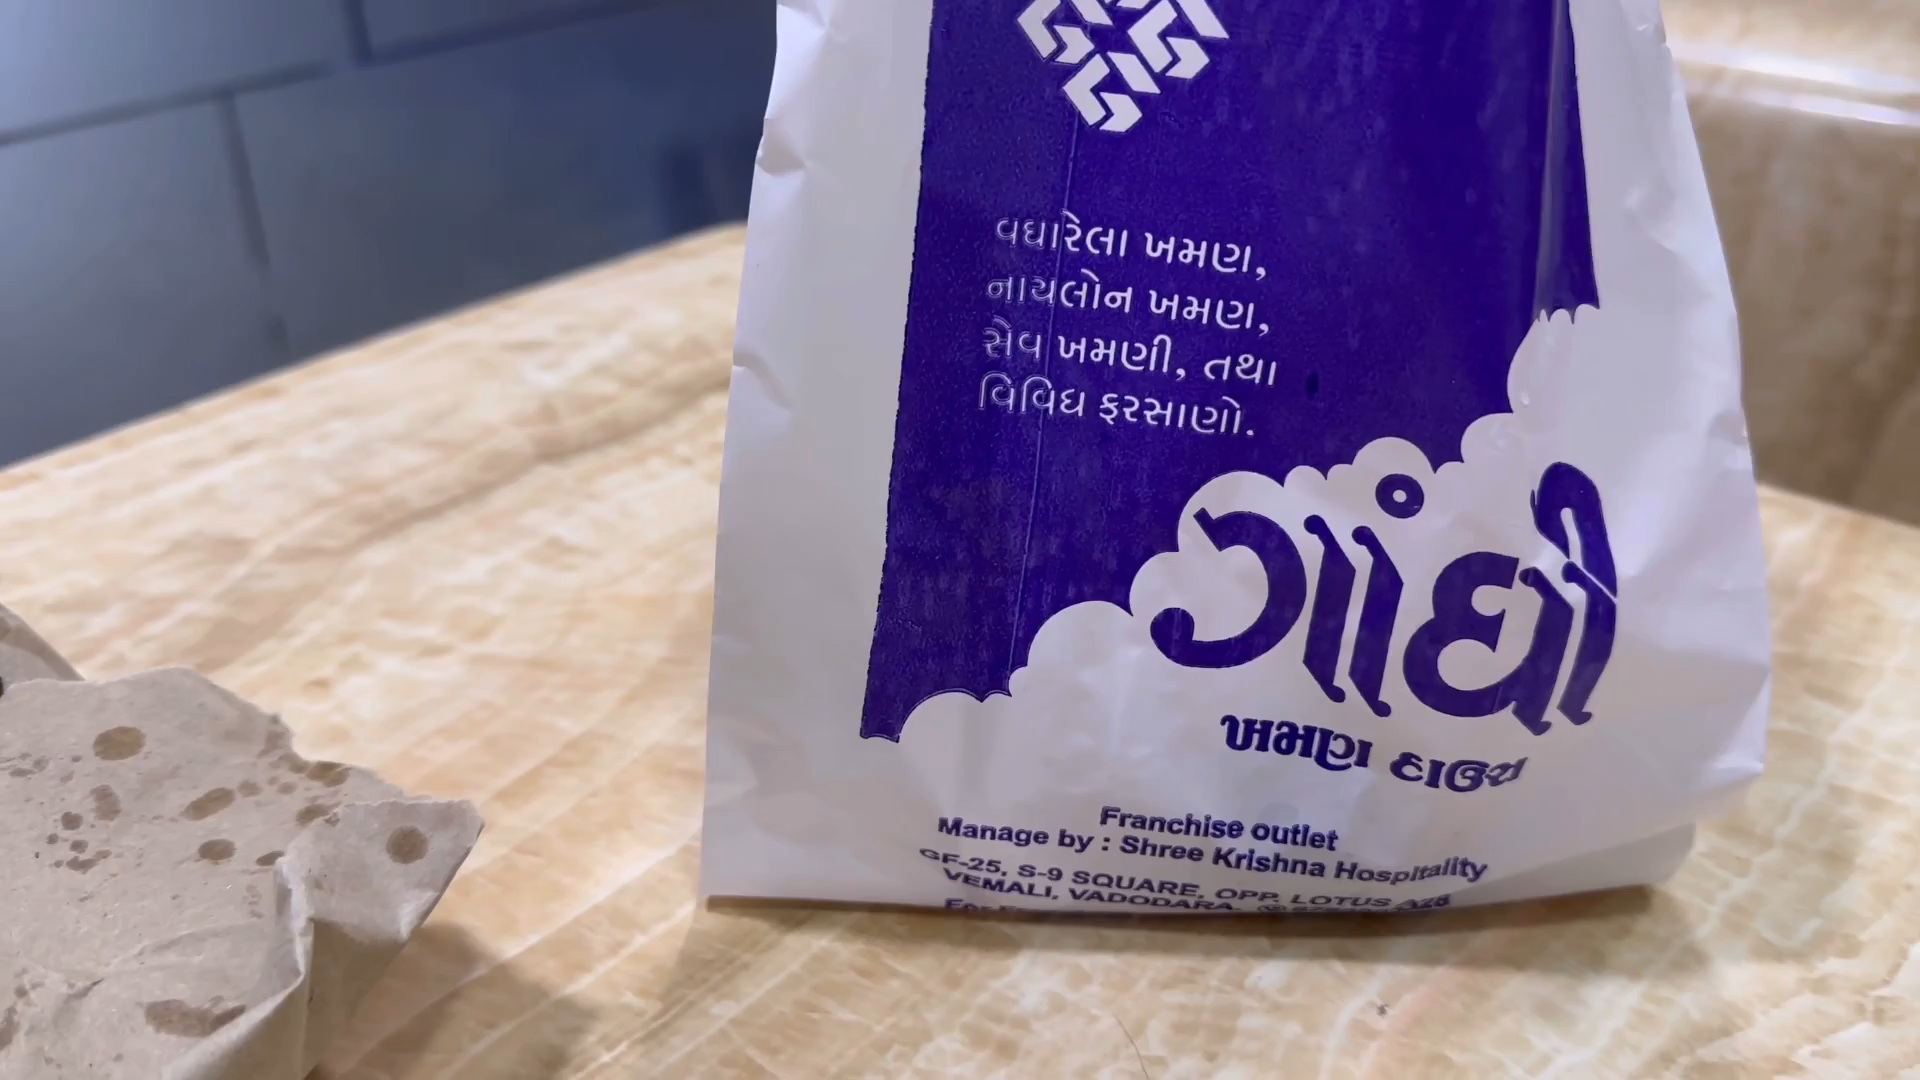 વઘારેલા ખમણ,
નાયલોન ખમણ,
સેવ ખમણી, તથા
વિવિધ ફરસાણો.
ગાંધી
ખમણ હાઉસ
Franchise outlet
Manage by : Shree Krishna Hospitality
GF-25, S-9 SQUARE, OPP. LOTUS
VEMALI, VADODARA.